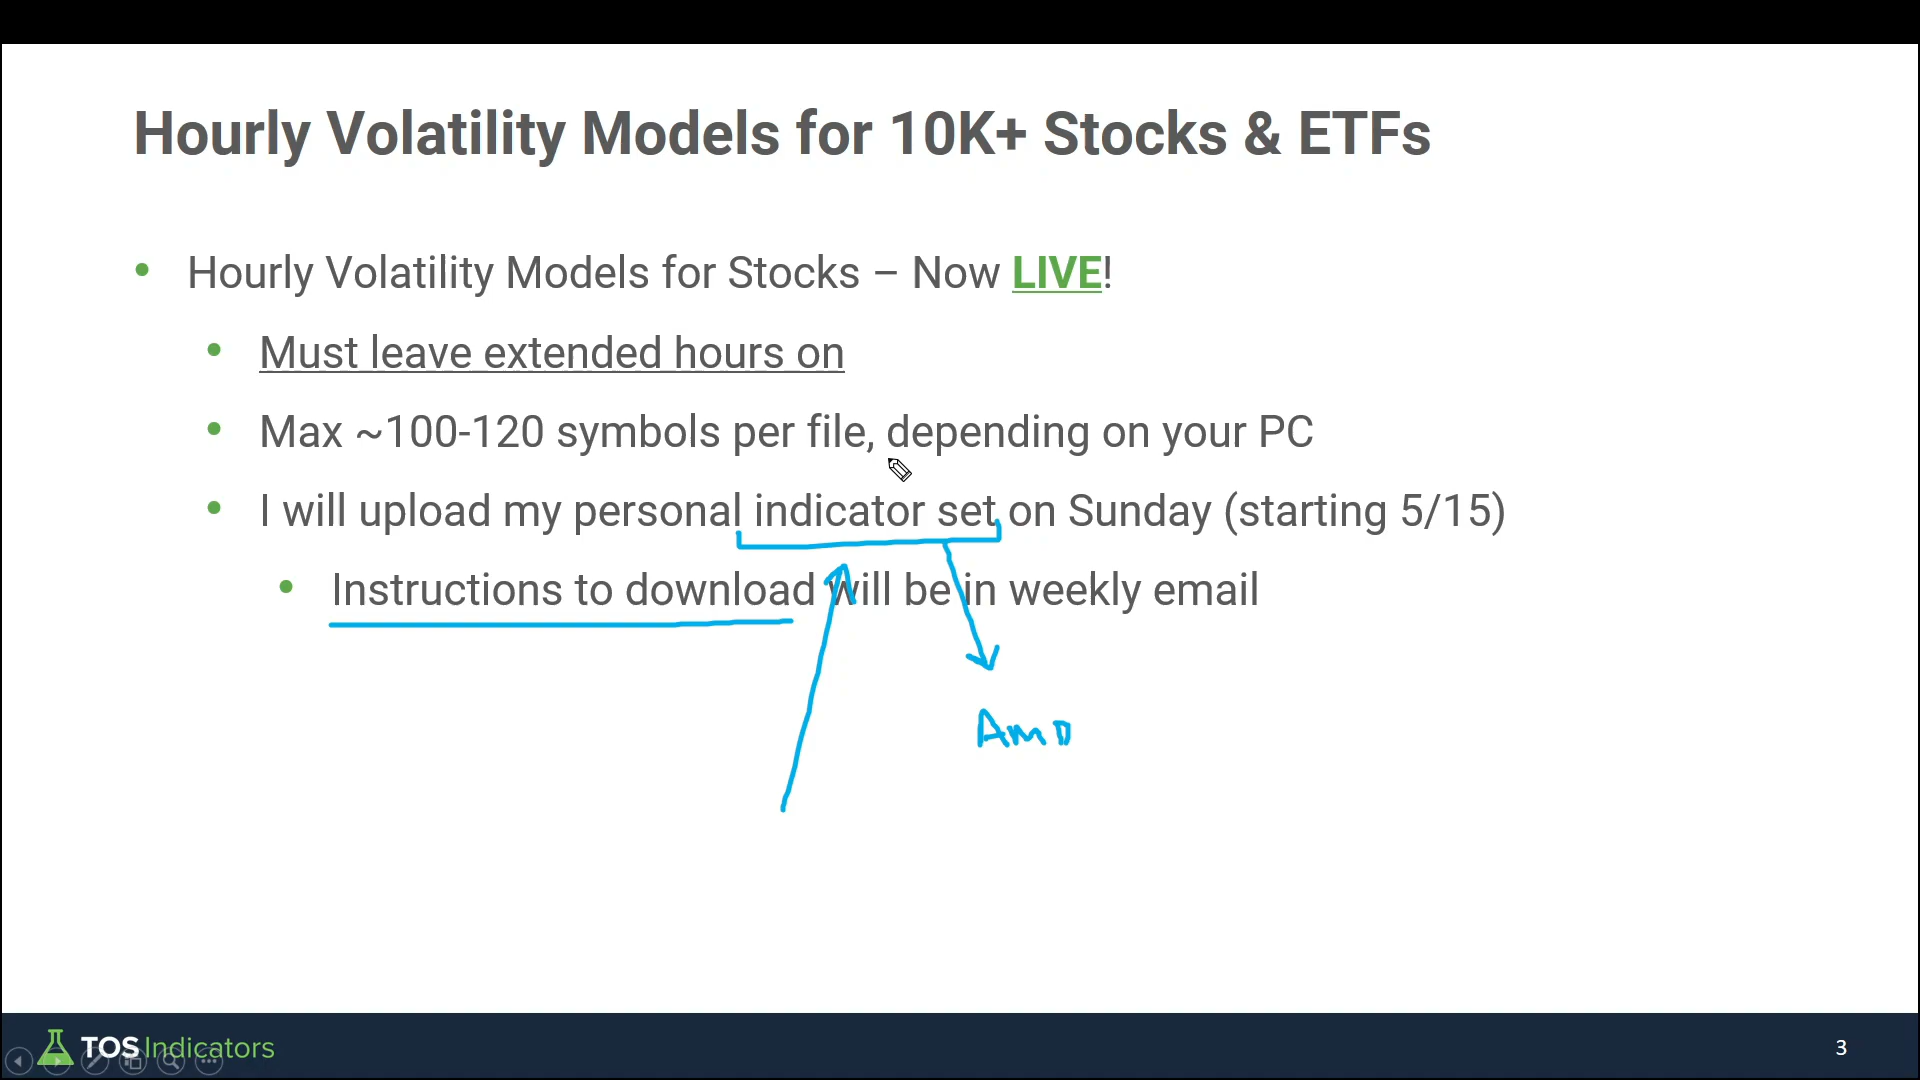 Hourly Volatility Models for 10K+ Stocks & ETFs
Hourly Volatility Models for Stocks – Now LIVE!
Must leave extended hours on
Max ~100-120 symbols per file, depending on your PC
I will upload my personal indicator set on Sunday (starting 5/15)
Instructions to download will be in weekly email
AMD
TOS Indicators
3